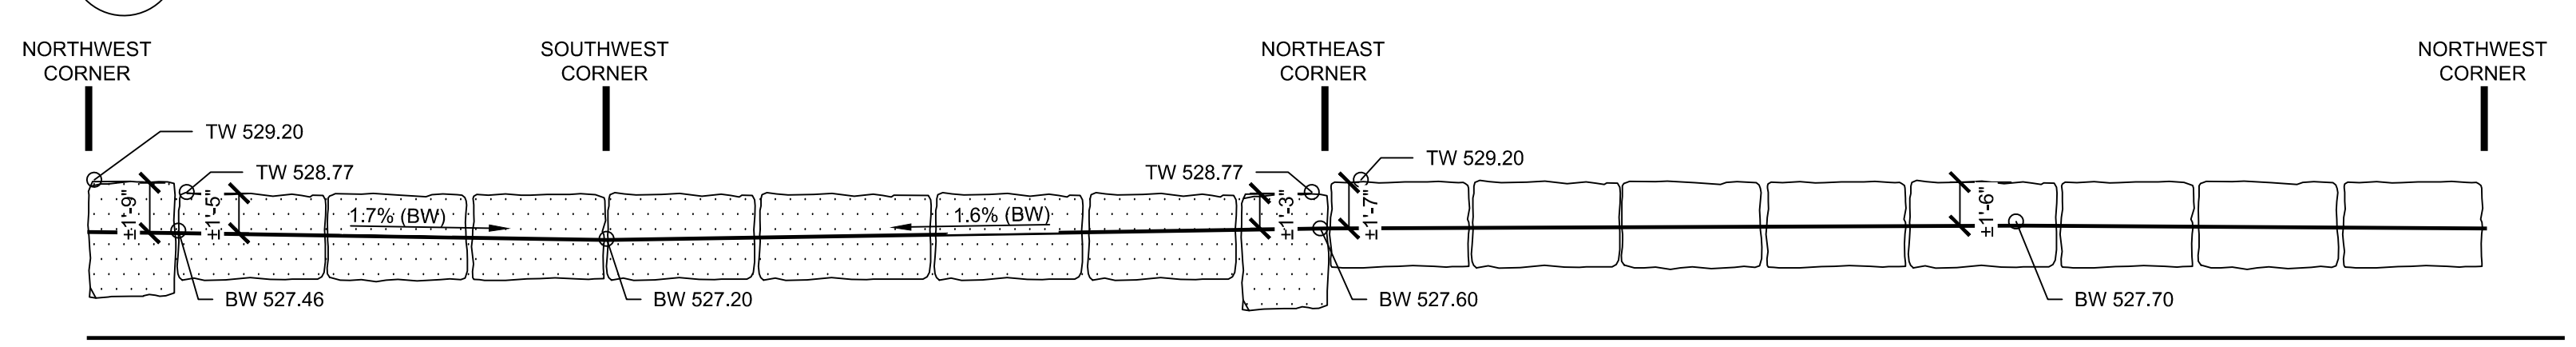 NORTHWEST
CORNER
SOUTHWEST
CORNER
NORTHEAST
CORNER
NORTHWEST
CORNER
TW 529.20
TW 528.77
TW 528.77
TW 529.20
±1'-9"
±1'-5"
1.7% (BW)
1.6% (BW)
±1'-3"
±1'-7"
±1'-6"
BW 527.46
BW 527.20
BW 527.60
BW 527.70